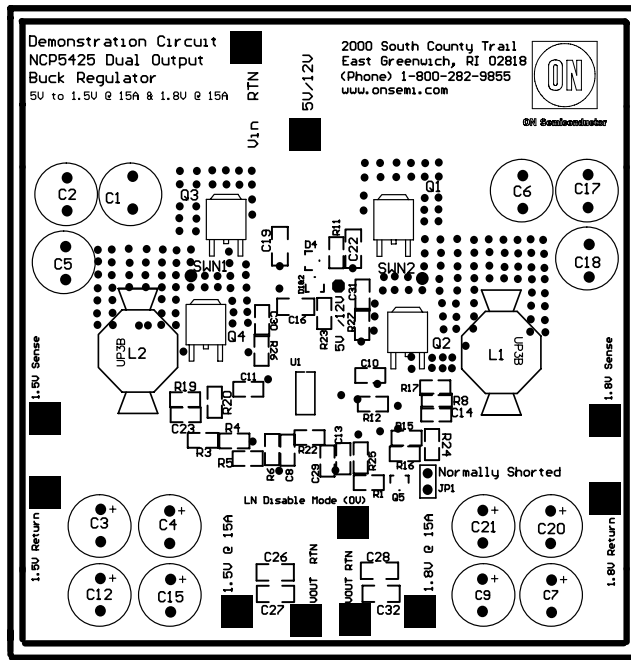 Demonstration Circuit
NCP5425 Dual Output
Buck Regulator
5V to 1.5V @ 15A & 1.8V @ 15A
Vin RTN
5V/12V
2000 South County Trail
East Greenwich, RI 02818
(Phone) 1-800-282-9855
www.onsemi.com
ON
ON Semiconductor
C2
C1
Q3
Q1
C6
C17
C5
C19
D4
R11
C22
C18
SWN1
SWN2
C31
C16
R23
5V/12V
R27
UP3B
L2
Q4
C30
R26
Q2
L1
UP3B
1.5V Sense
1.8V Sense
U1
C10
R19
R20
C11
R12
R17
R8
C14
C23
R3
R4
R5
R6
C8
R22
C29
C13
R25
R15
R16
R24
R1
Q5
Normally Shorted
JP1
LN Disable Mode (0V)
1.5V Return
1.8V Return
C3 +
C4 +
C21 +
C20 +
1.5V @ 15A
C26
VOUT RTN
VOUT RTN
C28
1.8V @ 15A
C12 +
C15 +
C27
C32
C9 +
C7 +